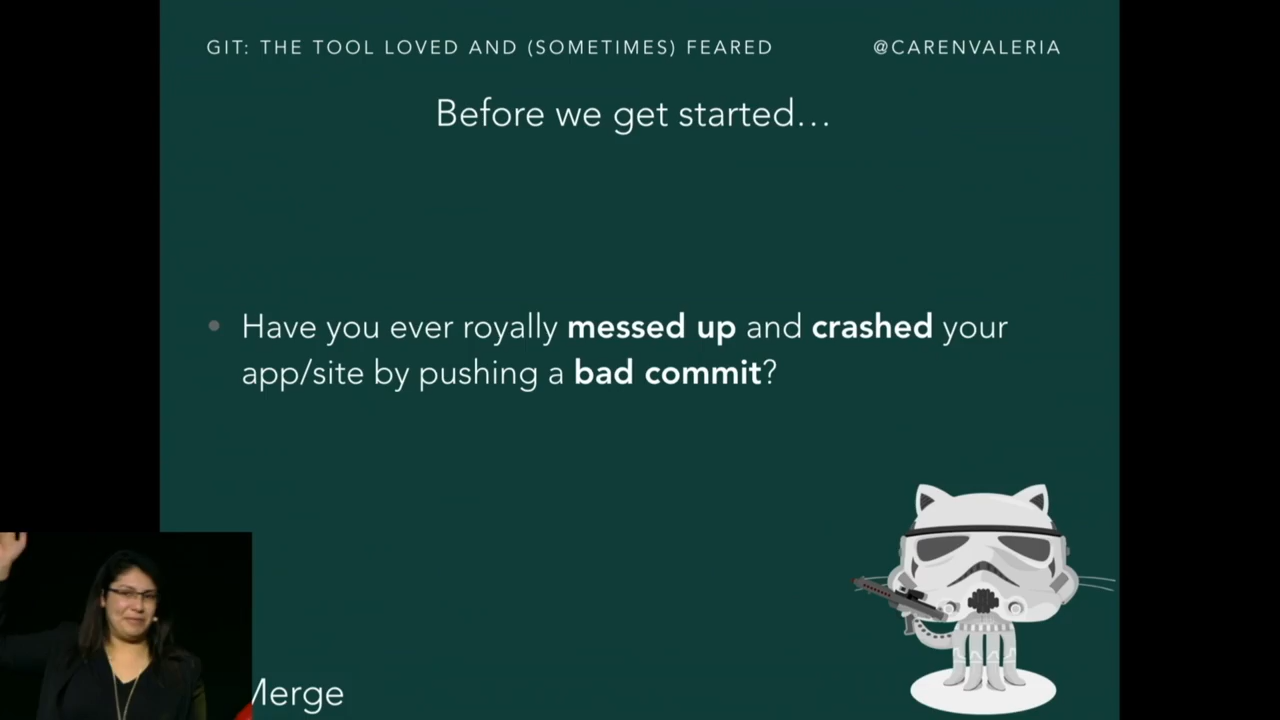 GIT: THE TOOL LOVED AND (SOMETIMES) FEARED
@CARENVALERIA
Before we get started...
• Have you ever royally messed up and crashed your
app/site by pushing a bad commit?
Merge